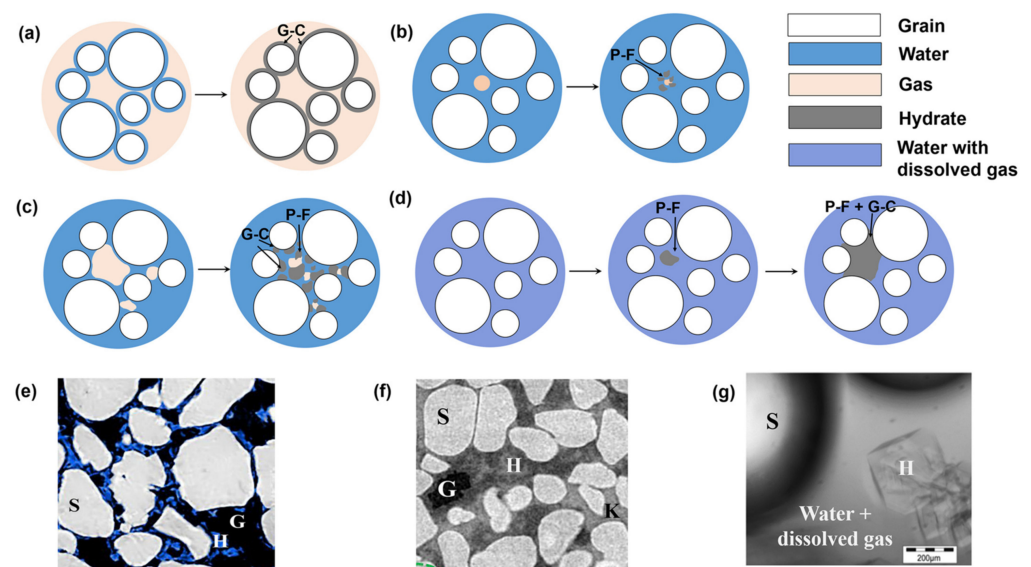 (a)
G-C
(b)
P-F
Grain
Water
Gas
Hydrate
Water with
dissolved gas
(c)
G-C
P-F
(d)
P-F
P-F + G-C
(e)
S
G
H
(f)
S
H
G
K
(g)
S
H
Water +
dissolved gas
200μm